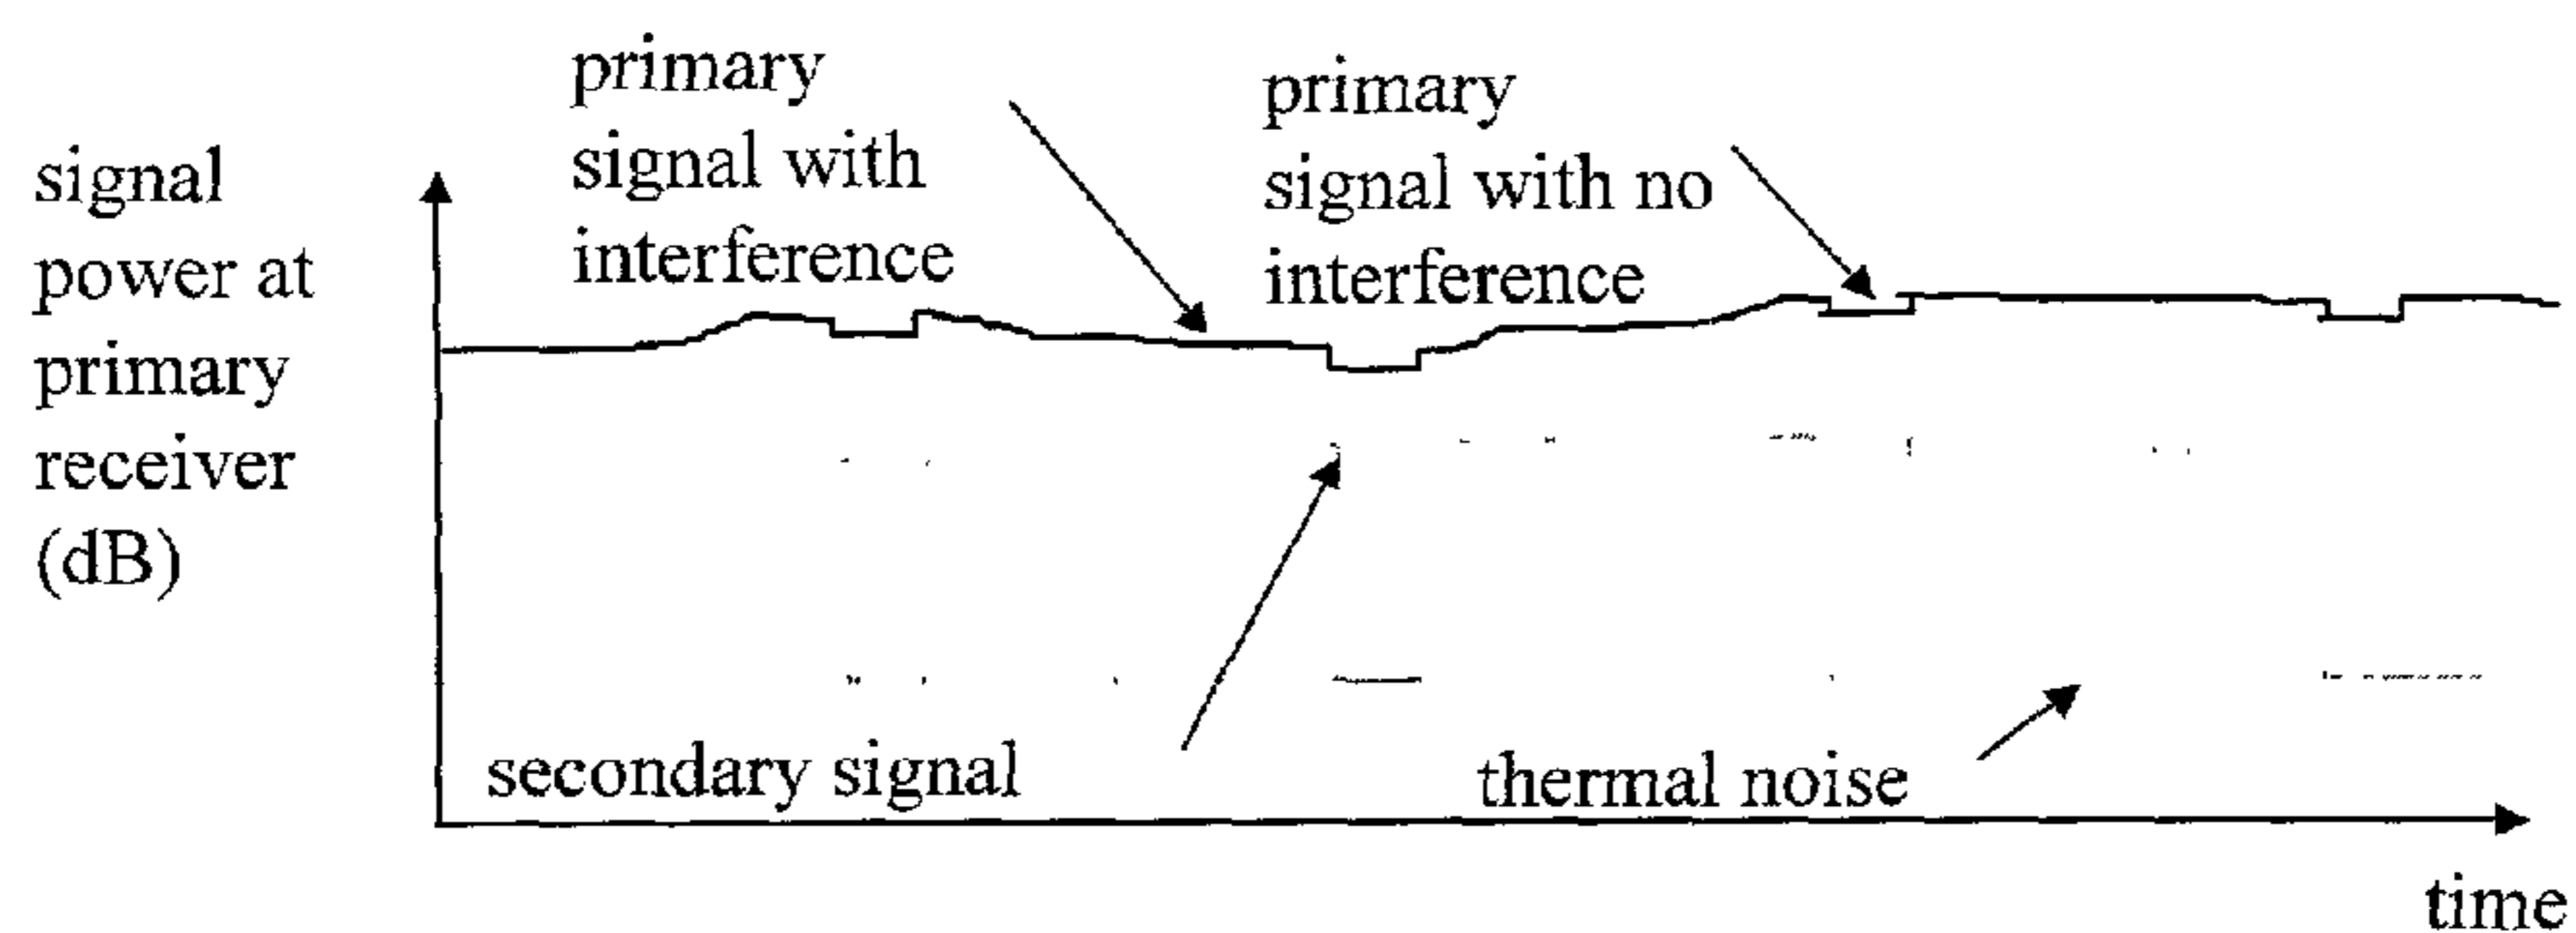 signal
power at
primary
receiver
(dB)
primary
signal with
interference
primary
signal with no
interference
secondary signal
thermal noise
time